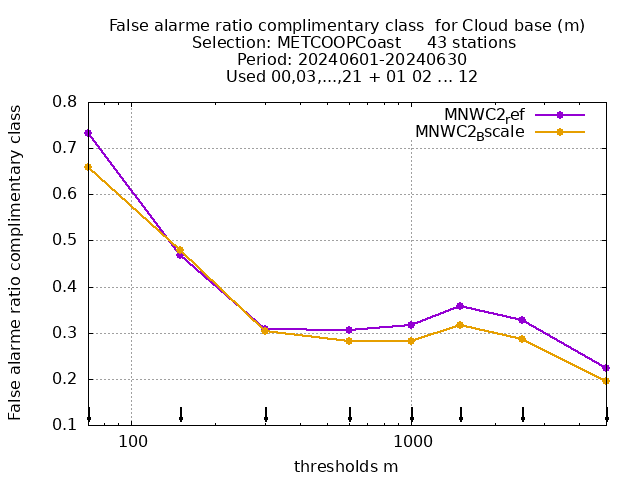 False alarme ratio complimentary class  for Cloud base (m)
Selection: METCOOPCoast     43 stations
Period: 20240601-20240630
Used 00,03,...,21 + 01 02 ... 12
MNWC2ref
MNWC2Bscale
False alarme ratio complimentary class
0.8
0.7
0.6
0.5
0.4
0.3
0.2
0.1
100
1000
thresholds m